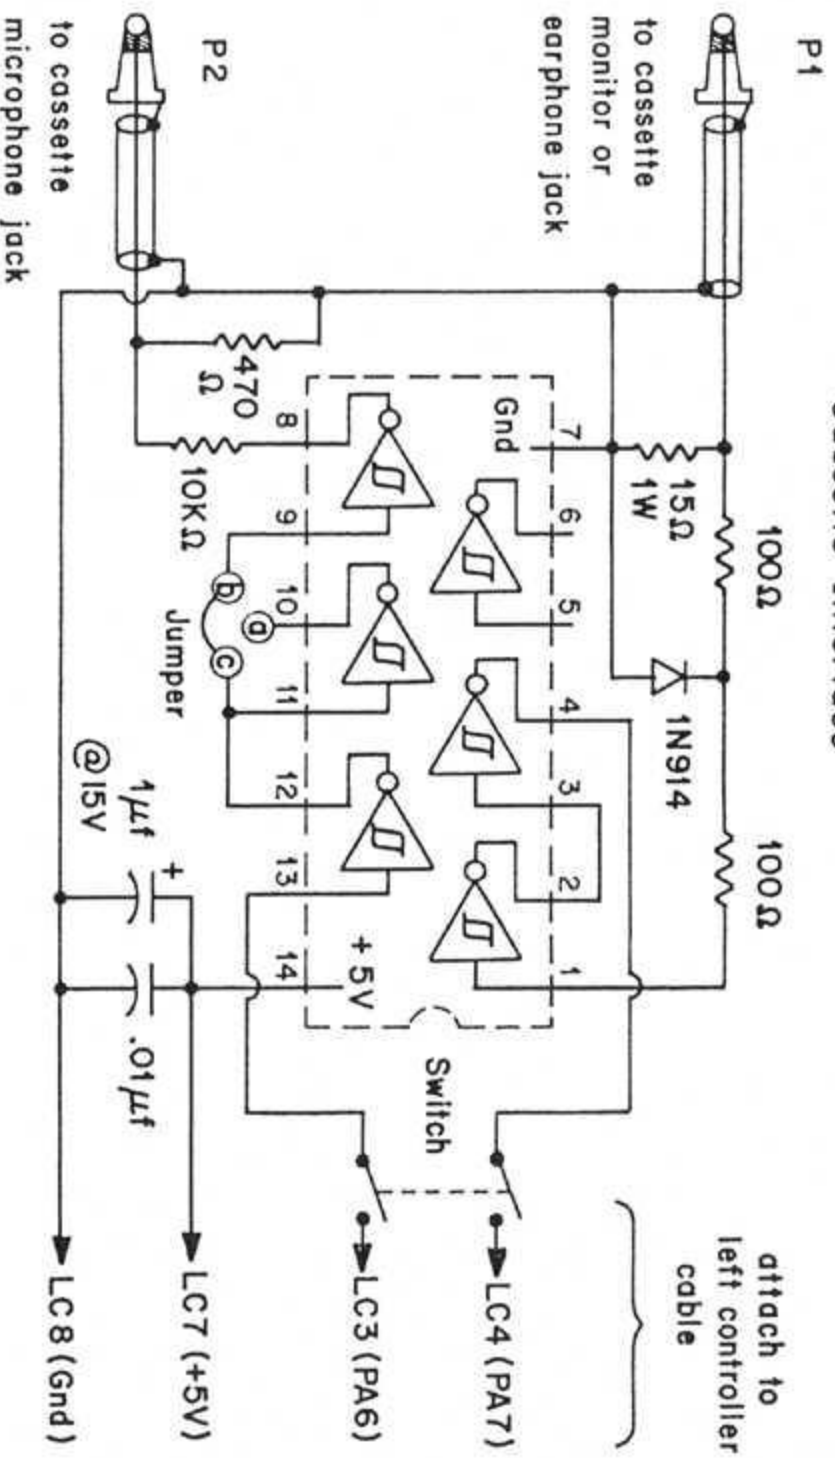 P1
to cassette
monitor or
earphone jack
P2
to cassette
microphone jack
100Ω
15Ω
1W
1N914
100Ω
470
Ω
10KΩ
Gnd
7
6
5
4
3
2
1
8
9
10
11
12
13
14
+5V
b
a
c
Jumper
1μf
@15V
+
.01μf
Switch
attach to
left controller
cable
LC4 (PA7)
LC3 (PA6)
LC7 (+5V)
LC8 (Gnd)